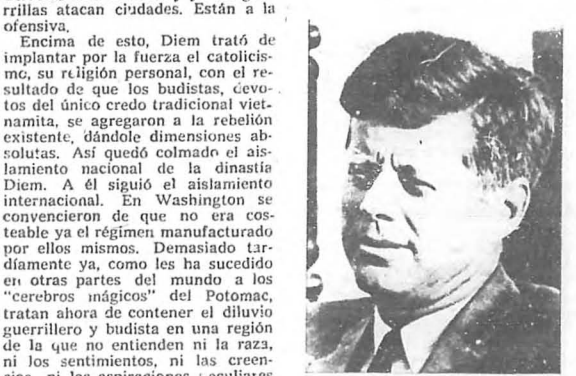 rrillas atacan ciudades. Están a la
ofensiva.
Encima de esto, Diem trató de
implantar por la fuerza el catolicis-
mo, su religión personal, con el re-
sultado de que los budistas, devo-
tos del único credo tradicional viet-
namita, se agregaron a la rebelión
existente, dándole dimensiones ab-
solutas. Así quedó colmado el ais-
lamiento nacional de la dinastía
Diem. A él siguió el aislamiento
internacional. En Washington se
convencieron de que no era cos-
teable ya el régimen manufacturado
por ellos mismos. Demasiado tar-
díamente ya, como les ha sucedido
en otras partes del mundo a los
"cerebros mágicos" del Potomac,
tratan ahora de contener el diluvio
guerrillero y budista en una región
de la que no entienden ni la raza,
ni los sentimientos, ni las creen-